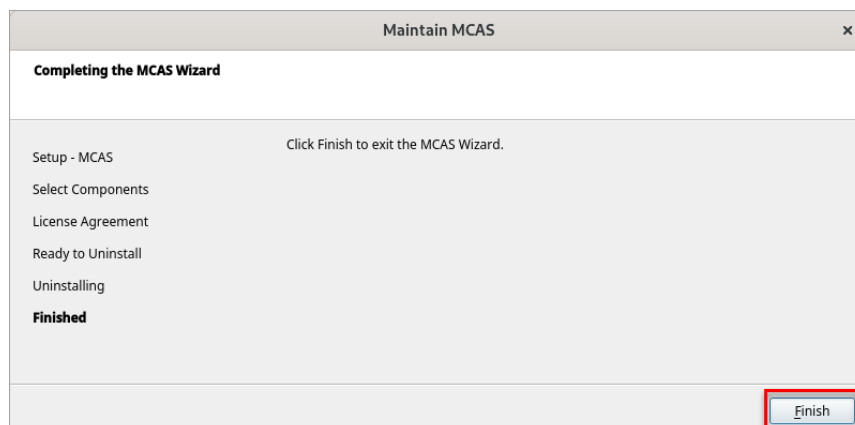 Maintain MCAS
Completing the MCAS Wizard
Click Finish to exit the MCAS Wizard.
Setup - MCAS
Select Components
License Agreement
Ready to Uninstall
Uninstalling
Finished
Finish